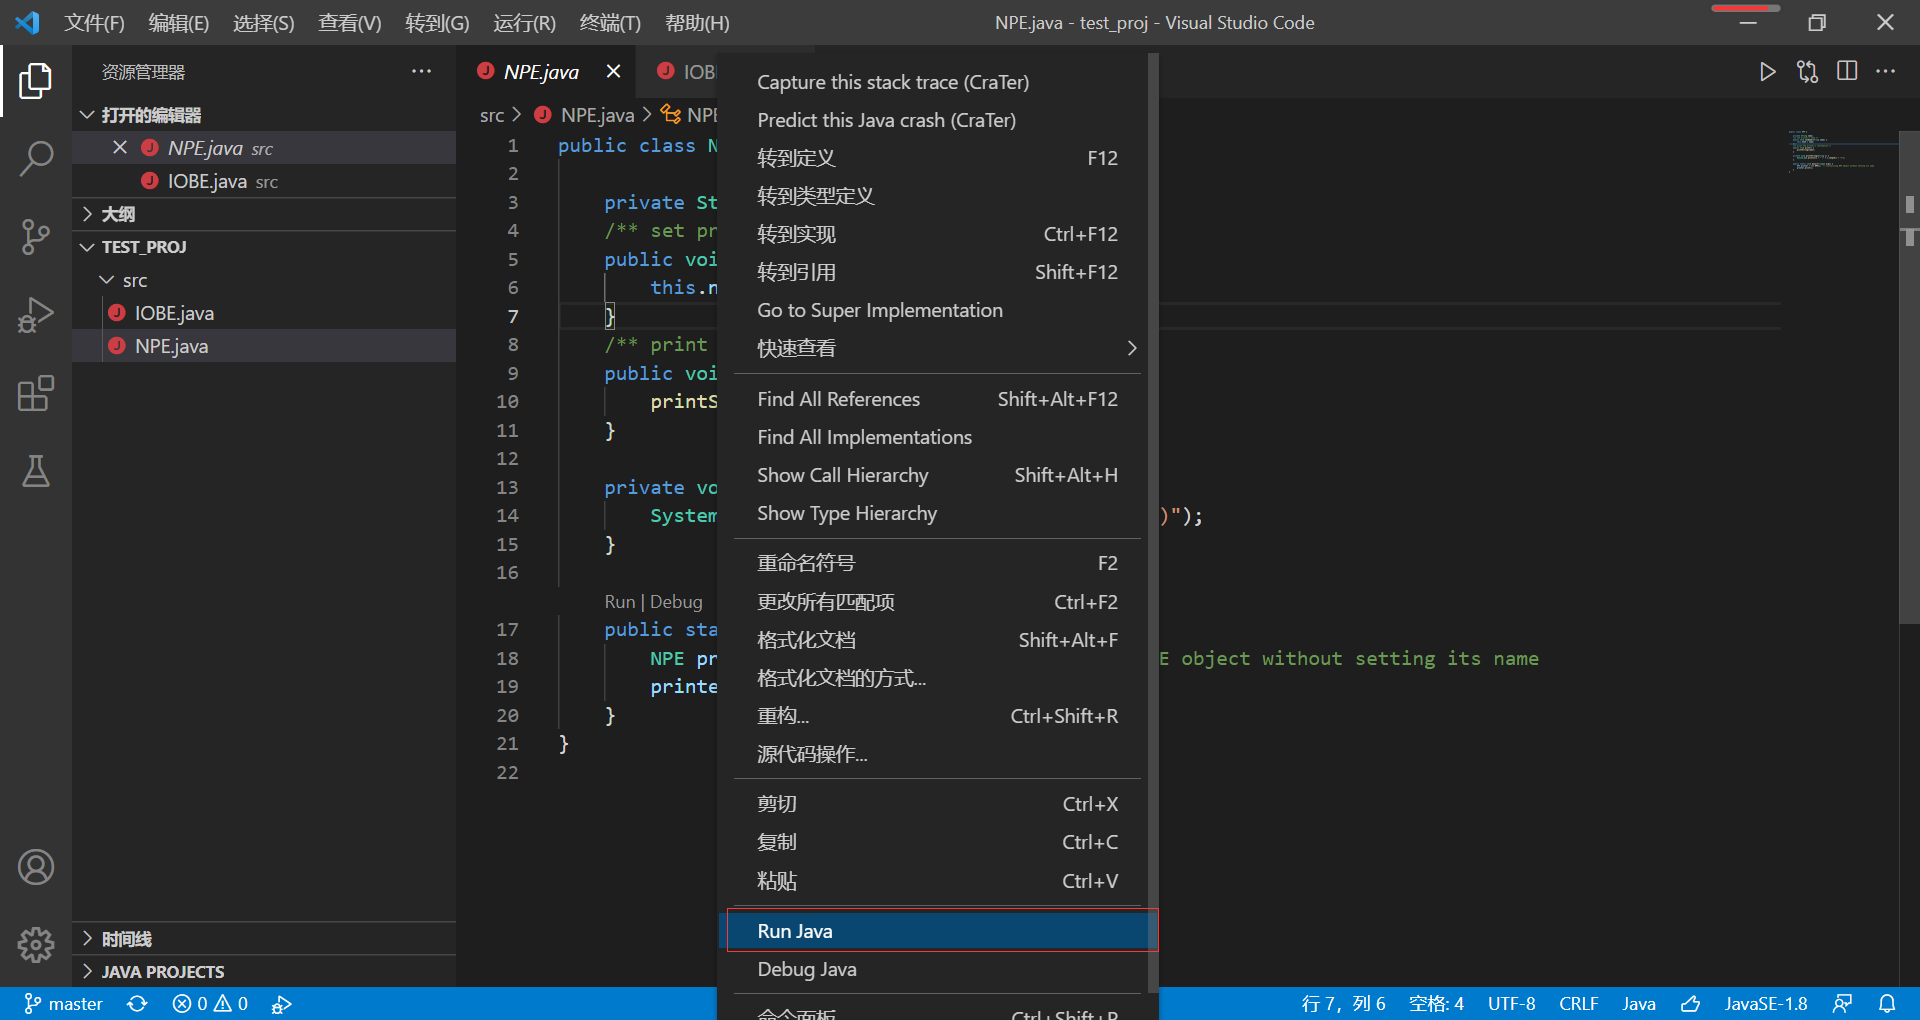 文件(F) 编辑(E) 选择(S) 查看(V) 转到(G) 运行(R) 终端(T) 帮助(H) NPE.java - test_proj - Visual Studio Code
资源管理器
打开的编辑器
NPE.java src
IOBE.java src
大纲
TEST_PROJ
src
IOBE.java
NPE.java
时间线
JAVA PROJECTS
NPE.java IOB
src > NPE.java > NPE
1 public class N
2
3 private St
4 /** set pr
5 public voi
6 this.n
7 }
8 /** print
9 public voi
10 printS
11 }
12
13 private vo
14 System )");
15 }
16
Run | Debug
17 public sta
18 NPE pr E object without setting its name
19 printe
20 }
21 }
22
Capture this stack trace (CraTer)
Predict this Java crash (CraTer)
转到定义 F12
转到类型定义
转到实现 Ctrl+F12
转到引用 Shift+F12
Go to Super Implementation
快速查看
Find All References Shift+Alt+F12
Find All Implementations
Show Call Hierarchy Shift+Alt+H
Show Type Hierarchy
重命名符号 F2
更改所有匹配项 Ctrl+F2
格式化文档 Shift+Alt+F
格式化文档的方式...
重构... Ctrl+Shift+R
源代码操作...
剪切 Ctrl+X
复制 Ctrl+C
粘贴 Ctrl+V
Run Java
Debug Java
命令面板 Ctrl+Shift+P
master 0 0 行 7，列 6 空格: 4 UTF-8 CRLF Java JavaSE-1.8